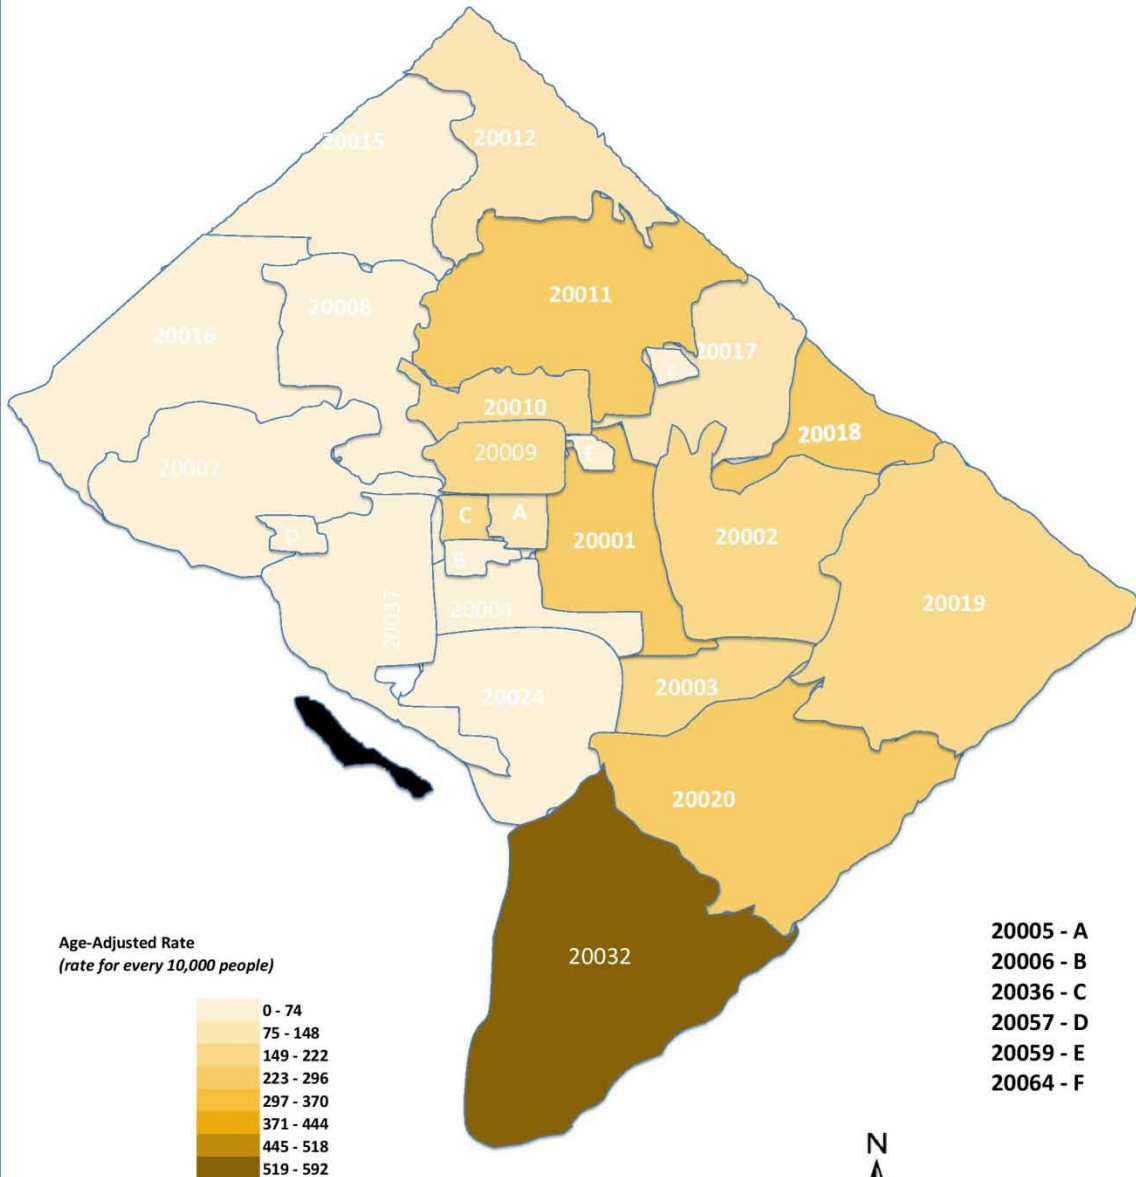 20015
20012
20011
20008
20016
20017
F
20010
20018
20009
E
20007
C
A
D
20001
20002
B
20037
20004
20019
20003
20024
20020
20032
Age-Adjusted Rate
(rate for every 10,000 people)
0 - 74
75 - 148
149 - 222
223 - 296
297 - 370
371 - 444
445 - 518
519 - 592
20005 - A
20006 - B
20036 - C
20057 - D
20059 - E
20064 - F
N